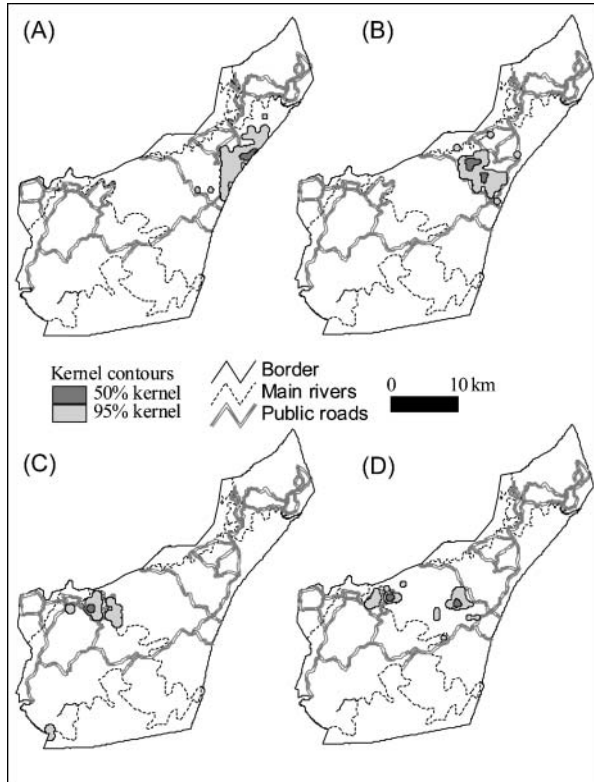 (A)
(B)
Kernel contours
50% kernel
95% kernel
Border
Main rivers
Public roads
0 10 km
(C)
(D)